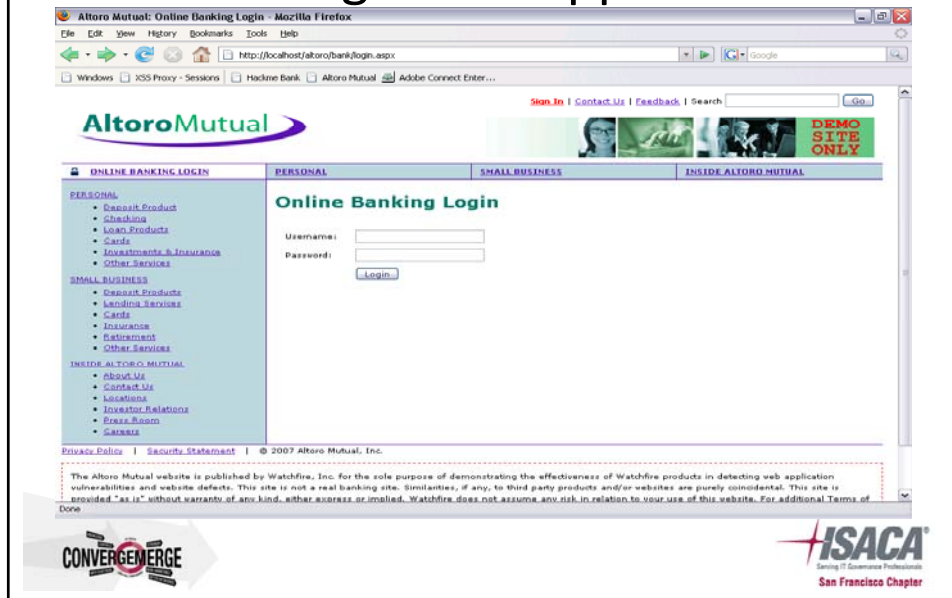 Altoro Mutual: Online Banking Login - Mozilla Firefox
File Edit View History Bookmarks Tools Help
http://localhost/altoro/bank/login.aspx
Google
Windows XSS Proxy - Sessions Hackme Bank Altoro Mutual Adobe Connect Enter...
Sign In | Contact Us | Feedback | Search Go
AltoroMutual
DEMO
SITE
ONLY
ONLINE BANKING LOGIN PERSONAL SMALL BUSINESS INSIDE ALTORO MUTUAL
PERSONAL
Deposit Product
Checking
Loan Products
Cards
Investments & Insurance
Other Services
SMALL BUSINESS
Deposit Products
Lending Services
Cards
Insurance
Retirement
Other Services
INSIDE ALTORO MUTUAL
About Us
Contact Us
Locations
Investor Relations
Press Room
Careers
Online Banking Login
Username:
Password:
Login
Privacy Policy | Security Statement | © 2007 Altoro Mutual, Inc.
The Altoro Mutual website is published by Watchfire, Inc. for the sole purpose of demonstrating the effectiveness of Watchfire products in detecting web application
vulnerabilities and website defects. This site is not a real banking site. Similarities, if any, to third party products and/or websites are purely coincidental. This site is
provided "as is" without warranty of any kind, either express or implied. Watchfire does not assume any risk in relation to your use of this website. For additional Terms of
Done
CONVERGEMERGE
ISACA
Serving IT Governance Professionals
San Francisco Chapter